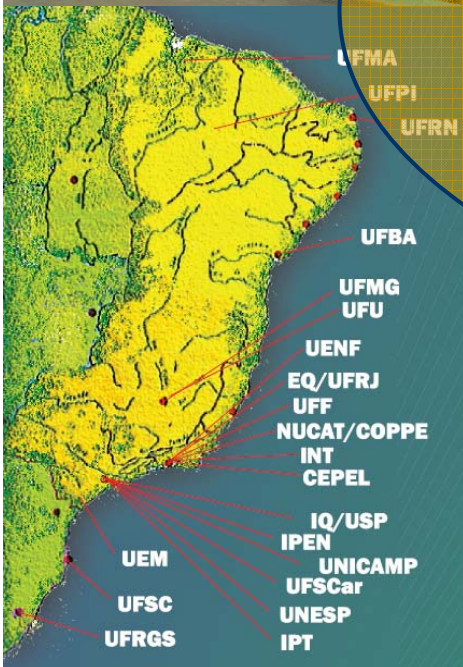 UFMA
UFPi
UFRN
UFBA
UFMG
UFU
UENF
EQ/UFRJ
UFF
NUCAT/COPPE
INT
CEPEL
IQ/USP
IPEN
UNICAMP
UEM
UFSCar
UFSC
UNESP
UFRGS
IPT